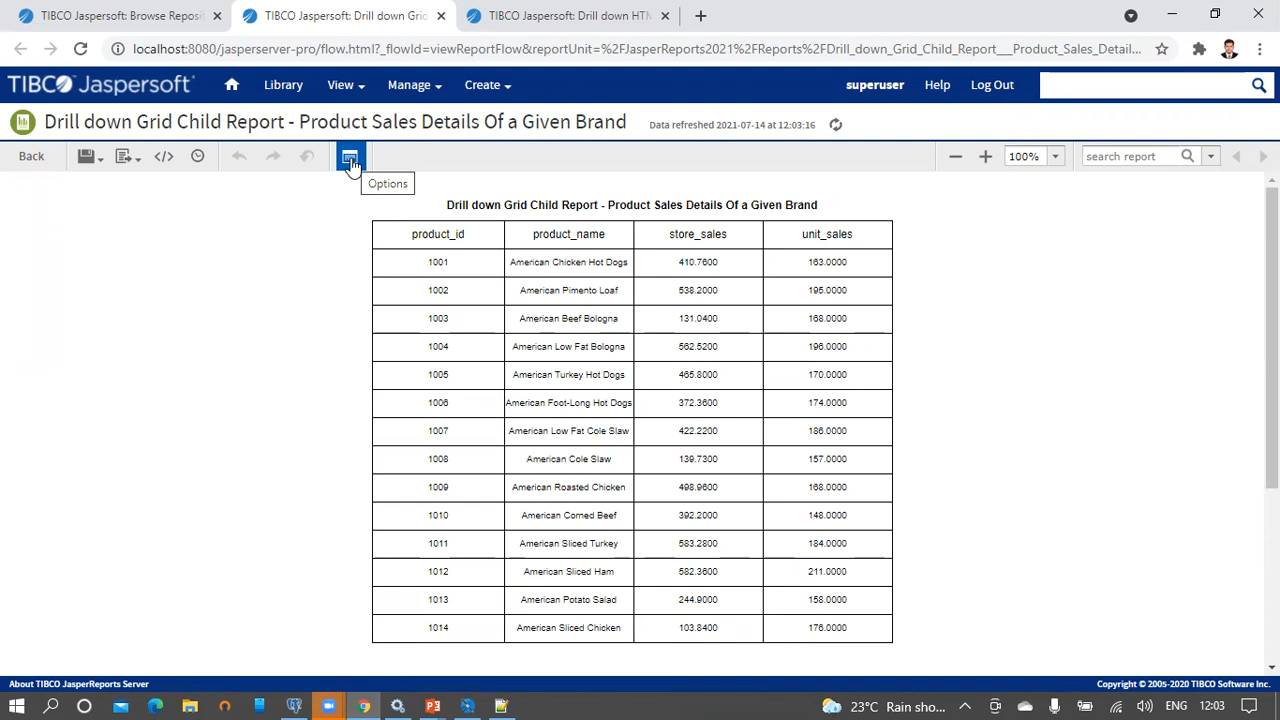 TIBCO Jaspersoft: Browse Reposit
TIBCO Jaspersoft: Drill down Grid
TIBCO Jaspersoft: Drill down HTM
localhost:8080/jasperserver-pro/flow.html?_flowId=viewReportFlow&reportUnit=%2FJasperReports2021%2FReports%2FDrill_down_Grid_Child_Report___Product_Sales_Detail...
TIBCO Jaspersoft® Library View Manage Create superuser Help Log Out
Drill down Grid Child Report - Product Sales Details Of a Given Brand Data refreshed 2021-07-14 at 12:03:16
Back 100% search report
Options
Drill down Grid Child Report - Product Sales Details Of a Given Brand
product_id product_name store_sales unit_sales
1001 American Chicken Hot Dogs 410.7600 163.0000
1002 American Pimento Loaf 538.2000 195.0000
1003 American Beef Bologna 131.0400 168.0000
1004 American Low Fat Bologna 562.5200 196.0000
1005 American Turkey Hot Dogs 465.8000 170.0000
1006 American Foot-Long Hot Dogs 372.3600 174.0000
1007 American Low Fat Cole Slaw 422.2200 186.0000
1008 American Cole Slaw 139.7300 157.0000
1009 American Roasted Chicken 498.9600 168.0000
1010 American Corned Beef 392.2000 148.0000
1011 American Sliced Turkey 583.2800 184.0000
1012 American Sliced Ham 582.3600 211.0000
1013 American Potato Salad 244.9000 158.0000
1014 American Sliced Chicken 103.8400 176.0000
About TIBCO JasperReports Server Copyright © 2005-2020 TIBCO Software Inc.
23°C Rain sho... ENG 12:03